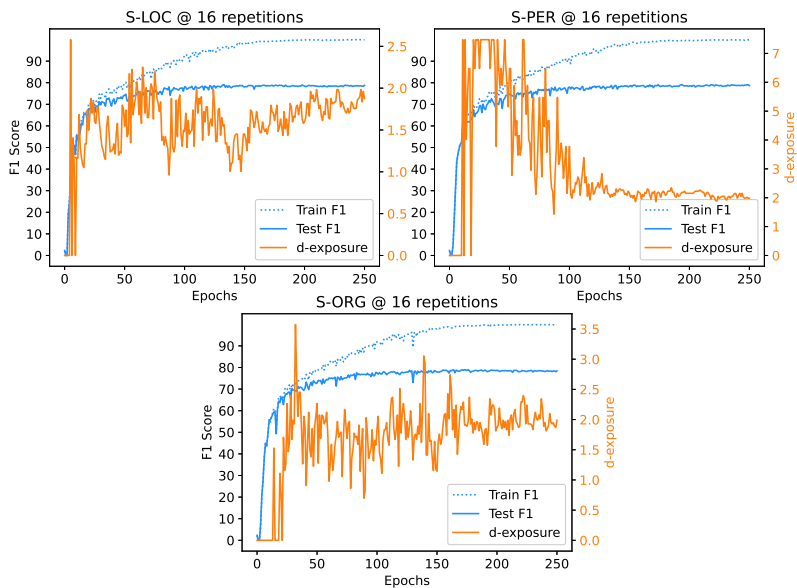 S-LOC @ 16 repetitions
F1 Score
90
80
70
60
50
40
30
20
10
0
2.5
2.0
1.5
1.0
0.5
0.0
Train F1
Test F1
d-exposure
0 50 100 150 200 250
Epochs
S-PER @ 16 repetitions
90
80
70
60
50
40
30
20
10
0
7
6
5
4
3
2
1
0
d-exposure
Train F1
Test F1
d-exposure
0 50 100 150 200 250
Epochs
S-ORG @ 16 repetitions
F1 Score
90
80
70
60
50
40
30
20
10
0
3.5
3.0
2.5
2.0
1.5
1.0
0.5
0.0
d-exposure
Train F1
Test F1
d-exposure
0 50 100 150 200 250
Epochs